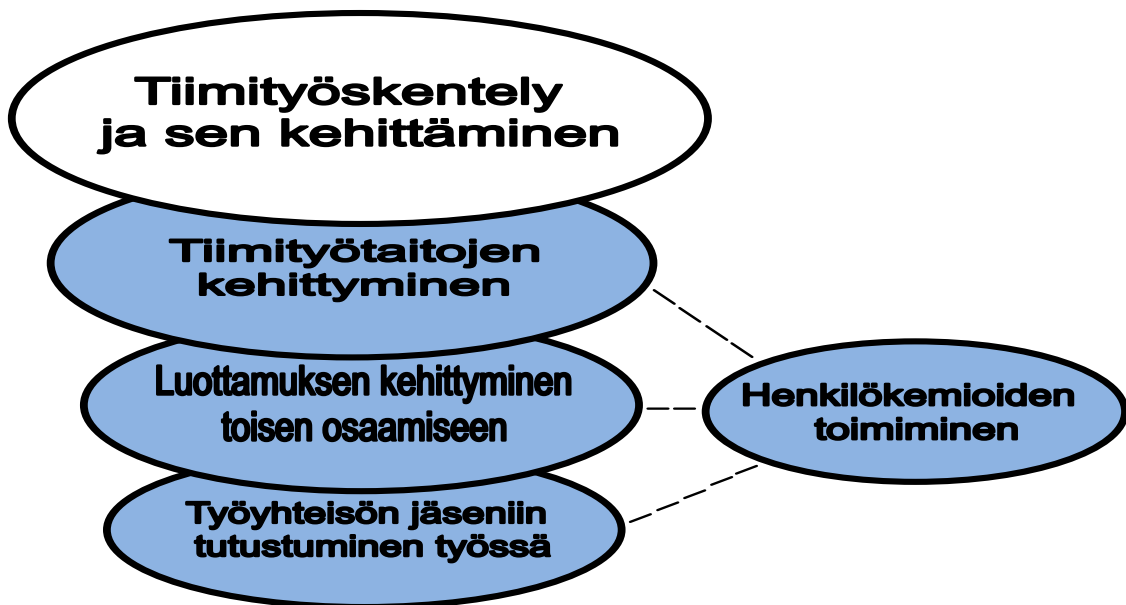 Tiimityöskentely
ja sen kehittäminen
Tiimityötaitojen
kehittyminen
Luottamuksen kehittyminen
toisen osaamiseen
Henkilökemioiden
toimiminen
Työyhteisön jäseniin
tutustuminen työssä